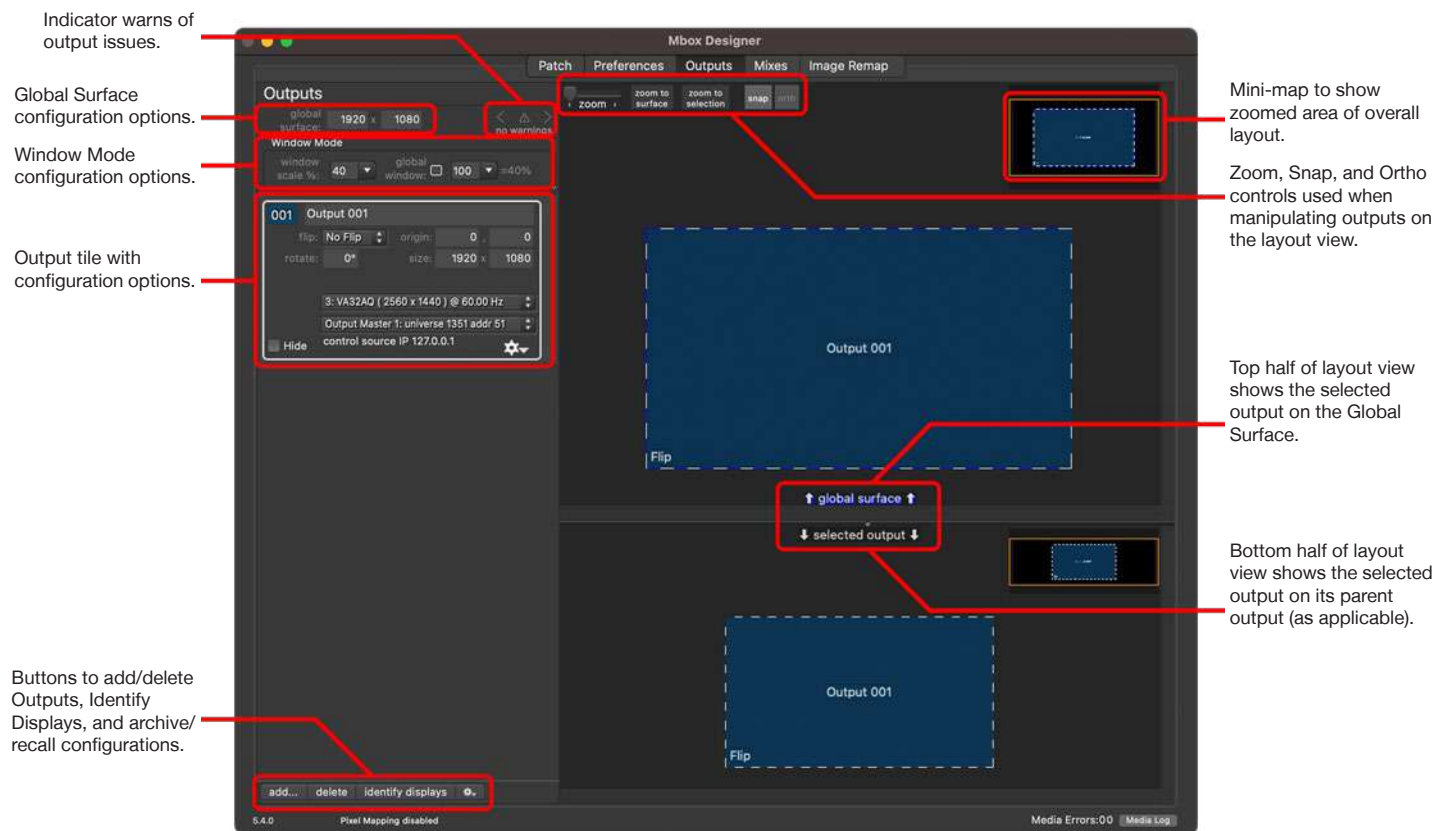 Indicator warns of
output issues.
Global Surface
configuration options.
Window Mode
configuration options.
Output tile with
configuration options.
Buttons to add/delete
Outputs, Identify
Displays, and archive/
recall configurations.
Mbox Designer
Patch Preferences Outputs Mixes Image Remap
Outputs
global
surface: 1920 x 1080
< ⚠ >
no warnings
Window Mode
window
scale %: 40
global
window: 100 =40%
001 Output 001
flip: No Flip origin: 0 , 0
rotate: 0° size: 1920 x 1080
3: VA32AQ ( 2560 x 1440 ) @ 60.00 Hz
Output Master 1: universe 1351 addr 51
Hide control source IP 127.0.0.1
‹ zoom ›
zoom to
surface
zoom to
selection
snap orth
Output 001
Flip
⬆ global surface ⬆
⬇ selected output ⬇
Output 001
Flip
add... delete identify displays
5.4.0 Pixel Mapping disabled Media Errors:00 Media Log
Mini-map to show
zoomed area of overall
layout.
Zoom, Snap, and Ortho
controls used when
manipulating outputs on
the layout view.
Top half of layout view
shows the selected
output on the Global
Surface.
Bottom half of layout
view shows the selected
output on its parent
output (as applicable).